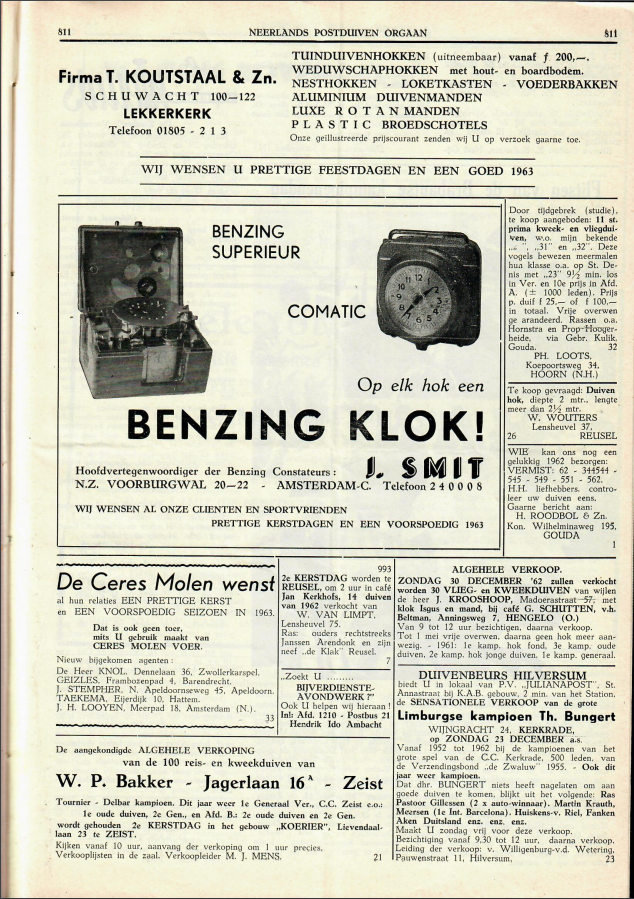 811
NEERLANDS POSTDUIVEN ORGAAN
811
Firma T. KOUTSTAAL & Zn.
SCHUWACHT 100—122
LEKKERKERK
Telefoon 01805 - 2 1 3
TUINDUIVENHOKKEN (uitneembaar) vanaf f 200,—.
WEDUWSCHAPHOKKEN met hout- en boardbodem.
NESTHOKKEN - LOKETKASTEN - VOEDERBAKKEN
ALUMINIUM DUIVENMANDEN
LUXE ROTANMANDEN
PLASTIC BROEDSCHOTELS
Onze geïllustreerde prijscourant zenden wij U op verzoek gaarne toe.
WIJ WENSEN U PRETTIGE FEESTDAGEN EN EEN GOED 1963
BENZING
SUPERIEUR
COMATIC
Op elk hok een
BENZING KLOK!
Hoofdvertegenwoordiger der Benzing Constateurs :
J. SMIT
N.Z. VOORBURGWAL 20—22 - AMSTERDAM-C. Telefoon 2 4 0 0 0 8
WIJ WENSEN AL ONZE CLIENTEN EN SPORTVRIENDEN
PRETTIGE KERSTDAGEN EN EEN VOORSPOEDIG 1963
Door tijdgebrek (studie),
te koop aangeboden: 11 st.
prima kweek- en vliegdui-
ven, w.o. mijn bekende
"31" en „32". Deze
vogels bewezen meermalen
hua klasse o.a. op St. De-
nis met „23" 9½ min. los
in Ver. en 10e prijs in Afd.
A. (± 1000 leden). Prijs
p. duif f 25.— of f 100,—
in totaal. Vrije overwen
ge arandeerd. Rassen o.a.
Hornstra en Prop-Hooger-
heide, via Gebr. Kulik,
Gouda. 32
PH. LOOTS,
Koepoortsweg 34,
HOORN (N.H.)
Te koop gevraagd: Duiven
hok, diepte 2 mtr., lengte
meer dan 2½ mtr.
W. WOUTERS
Lensheuvel 37,
26 REUSEL
WIE kan ons nog een
gelukkig 1962 bezorgen:
VERMIST: 62 - 344544 -
545 - 549 - 551 - 562.
H.H. liefhebbers, contro-
leer uw duiven eens.
Gaarne bericht aan:
H. ROODBOL & Zn.
Kon. Wilhelminaweg 195,
GOUDA
1
De Ceres Molen wenst
al hun relaties EEN PRETTIGE KERST
en EEN VOORSPOEDIG SEIZOEN IN 1963.
Dat is ook geen toer,
mits U gebruik maakt van
CERES MOLEN VOER.
Nieuw bijgekomen agenten :
De Heer KNOL, Dennelaan 36, Zwollerkarspel.
GEIZLES, Frambozenpad 4, Barendrecht.
J. STEMPHER, N. Apeldoornseweg 45, Apeldoorn.
TAEKEMA, Eijerdijk 10, Hattem.
J. H. LOOYEN, Meerpad 18, Amsterdam (N.).
33
993
2e KERSTDAG worden te
REUSEL, om 2 uur in café
Jan Kerkhofs, 14 duiven
van 1962 verkocht van
W. VAN LIMPT,
Lensheuvel 75.
Ras: ouders rechtstreeks
Janssen Arendonk en zijn
neef „de Klak" Reusel.
7
„Zoekt U .........
BIJVERDIENSTE-
AVONDWERK ?"
Ook U helpen wij hieraan !
Inl: Afd. 1210 - Postbus 21
Hendrik Ido Ambacht
ALGEHELE VERKOOP.
ZONDAG 30 DECEMBER '62 zullen verkocht
worden 30 VLIEG- en KWEEKDUIVEN van wijlen
de heer J. KROOSHOOP, Madoerastraat 57, met
klok Isgus en mand, bij café G. SCHUTTEN, v.h.
Beltman, Anningsweg 7, HENGELO (O.)
Van 9 tot 12 uur bezichtigen, daarna verkoop.
Tot 1 mei vrije overwen, daarna geen hok meer aan-
wezig. - 1961: 1e kamp. hok fond, 3e kamp. oude
duiven, 2e kamp. hok jonge duiven, 1e kamp. generaal.
DUIVENBEURS HILVERSUM
biedt U in lokaal van P.V. „JULIANAPOST", St.
Annastraat bij K.A.B. gebouw, 2 min. van het Station,
de SENSATIONELE VERKOOP van de grote
Limburgse kampioen Th. Bungert
WIJNGRACHT 24, KERKRADE,
op ZONDAG 23 DECEMBER a.s.
Vanaf 1952 tot 1962 bij de kampioenen van het
grote spel van de C.C. Kerkrade, 500 leden, van
de Verzendingsbond „de Zwaluw" 1955. - Ook dit
jaar weer kampioen.
Dat dhr. BUNGERT niets heeft nagelaten om aan
goede duiven te komen, blijkt uit het volgende: Ras
Pastoor Gillessen (2 x auto-winnaar). Martin Krauth,
Meersen (1e Int. Barcelona). Huiskens-v. Riel, Fanken
Aken Duitsland enz. enz. enz.
Maakt U zondag vrij voor deze verkoop.
Bezichtiging vanaf 9.30 tot 12 uur, daarna verkoop.
Leiding der verkoop: v. Willigenburg-v.d. Wetering,
Pauwenstraat 11, Hilversum. 23
De aangekondigde ALGEHELE VERKOPING
van de 100 reis- en kweekduiven van
W. P. Bakker - Jagerlaan 16ᴬ - Zeist
Tournier - Delbar kampioen. Dit jaar weer 1e Generaal Ver., C.C. Zeist e.o.:
1e oude duiven, 2e Gen., en Afd. B.: 2e oude duiven en 2e Gen.
wordt gehouden 2e KERSTDAG in het gebouw „KOERIER", Lievendaal-
laan 23 te ZEIST.
Kijken vanaf 10 uur, aanvang der verkoping om 1 uur precies.
Verkooplijsten in de zaal. Verkoopleider M. J. MENS. 21